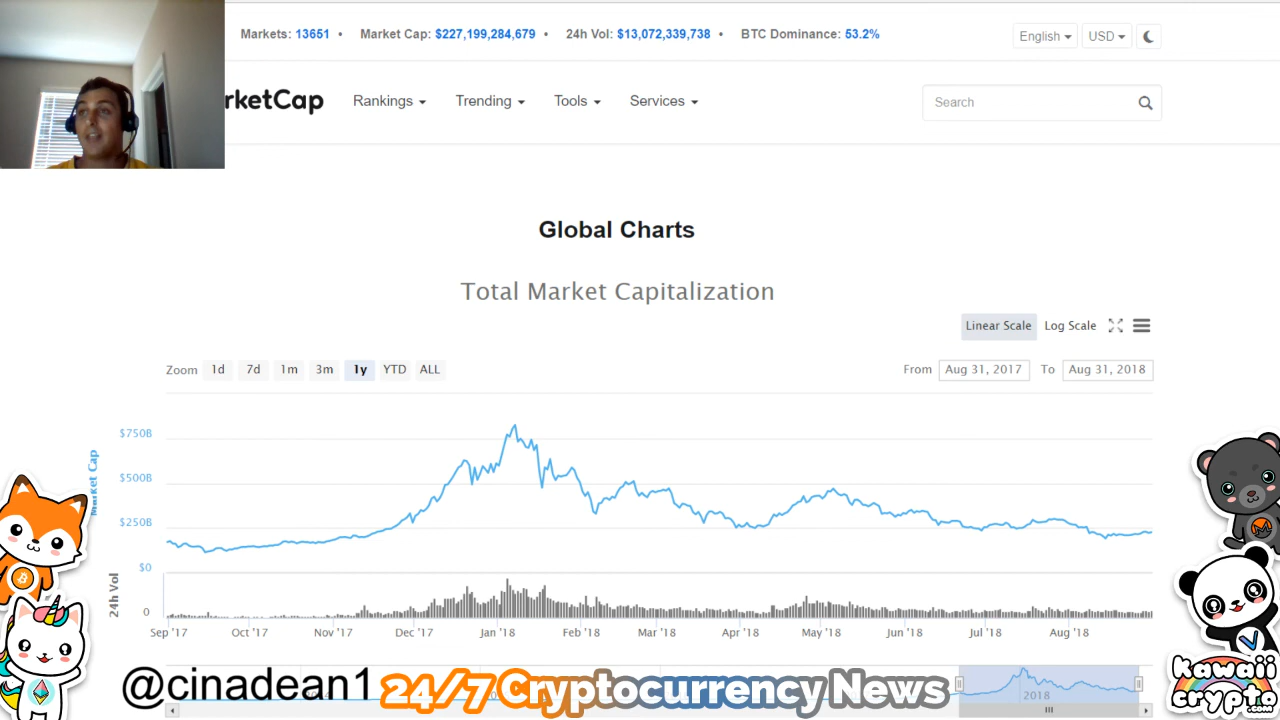 Markets: 13651 • Market Cap: $227,199,284,679 • 24h Vol: $13,072,339,738 • BTC Dominance: 53.2%
English USD
rketCap Rankings Trending Tools Services
Search
Global Charts
Total Market Capitalization
Linear Scale Log Scale
Zoom 1d 7d 1m 3m 1y YTD ALL
From Aug 31, 2017 To Aug 31, 2018
Market Cap
$750B
$500B
$250B
$0
24h Vol
0
Sep '17 Oct '17 Nov '17 Dec '17 Jan '18 Feb '18 Mar '18 Apr '18 May '18 Jun '18 Jul '18 Aug '18
2018
@cinadean1
24/7 Cryptocurrency News
kawaii
crypto
.com